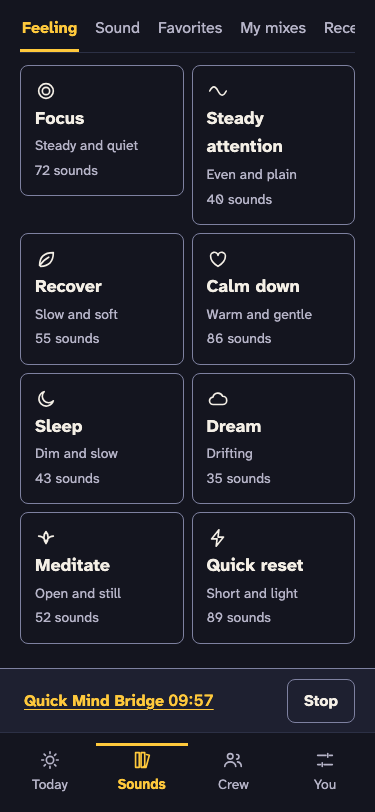 Feeling Sound Favorites My mixes Rece
Focus
Steady and quiet
72 sounds
Steady
attention
Even and plain
40 sounds
Recover
Slow and soft
55 sounds
Calm down
Warm and gentle
86 sounds
Sleep
Dim and slow
43 sounds
Dream
Drifting
35 sounds
Meditate
Open and still
52 sounds
Quick reset
Short and light
89 sounds
Quick Mind Bridge 09:57
Stop
Today Sounds Crew You